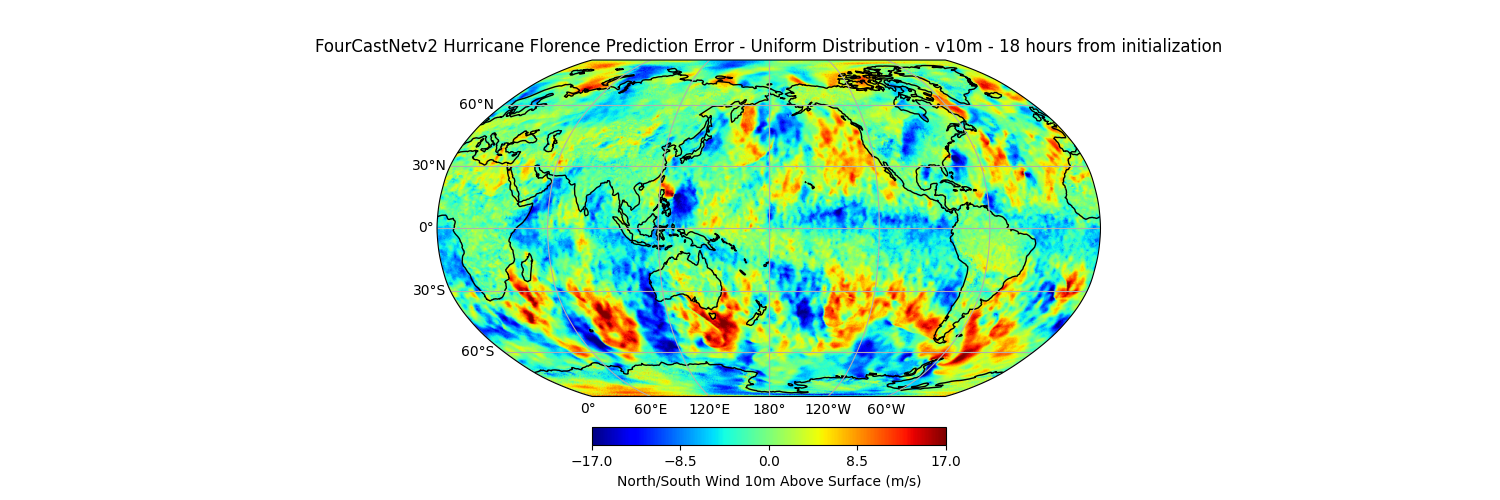 FourCastNetv2 Hurricane Florence Prediction Error - Uniform Distribution - v10m - 18 hours from initialization
60°N
30°N
0°
30°S
60°S
0° 60°E 120°E 180° 120°W 60°W
−17.0 −8.5 0.0 8.5 17.0
North/South Wind 10m Above Surface (m/s)